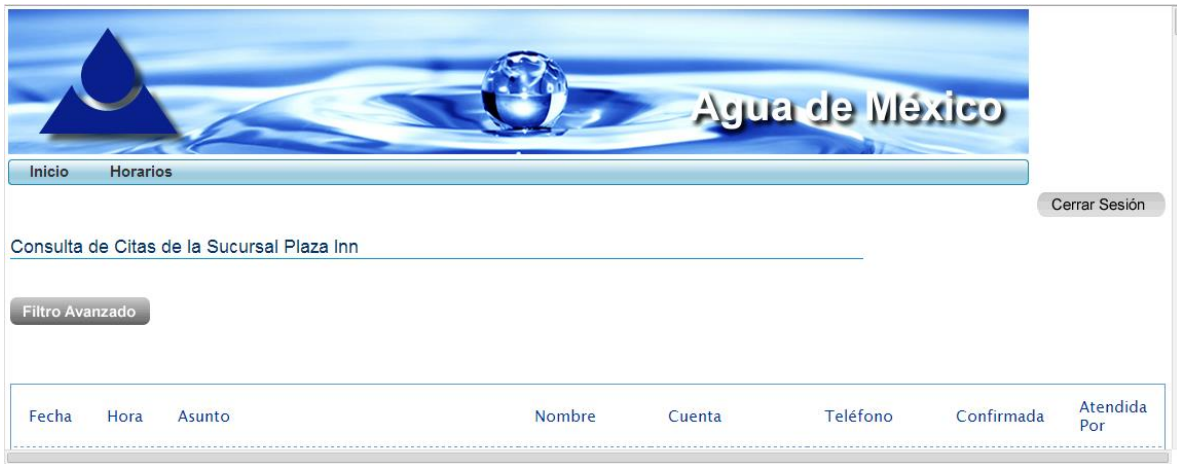 Agua de México
Inicio Horarios
Cerrar Sesión
Consulta de Citas de la Sucursal Plaza Inn
Filtro Avanzado
Fecha Hora Asunto Nombre Cuenta Teléfono Confirmada Atendida Por